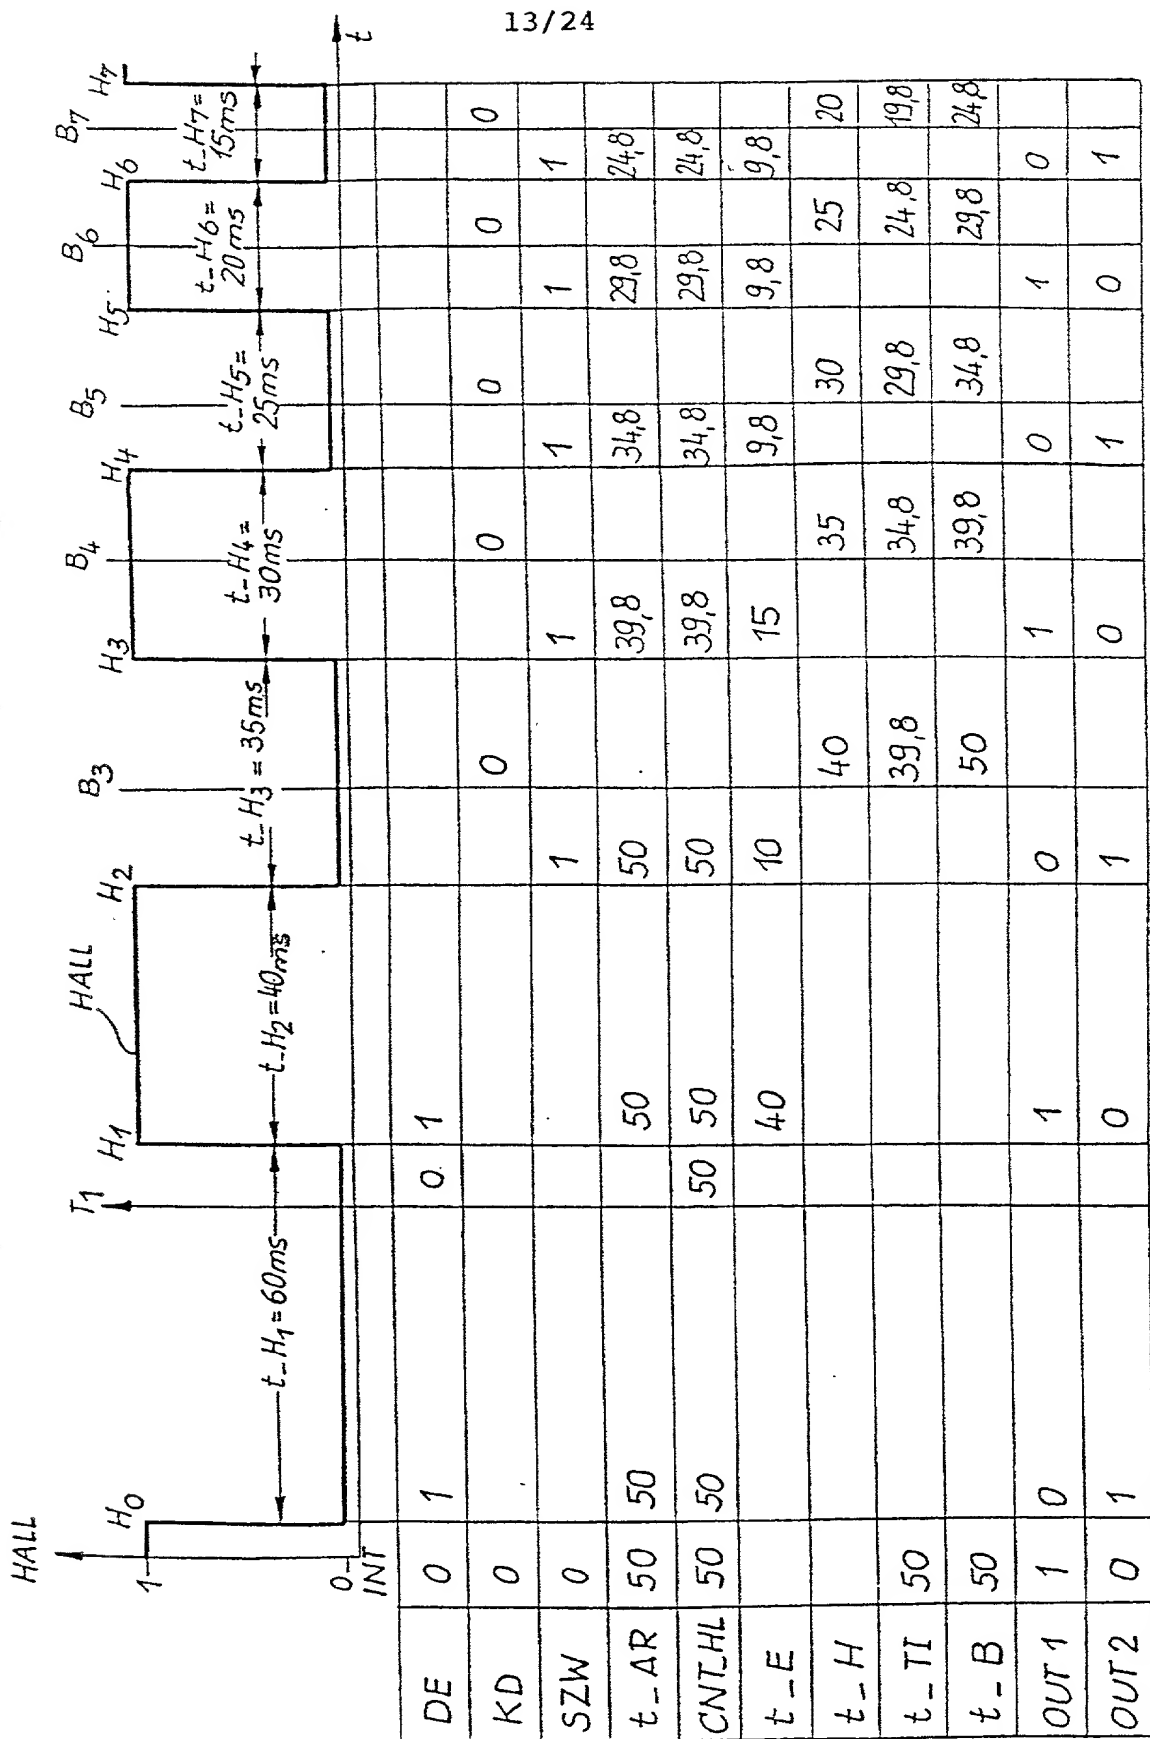 13/24
HALL
1
0
INT
t
HALL
H0 T1 H1 H2 B3 H3 B4 H4 B5 H5 B6 H6 B7 H7
t_H1=60ms
t_H2=40ms
t_H3=35ms
t_H4=
30ms
t_H5=
25ms
t_H6=
20ms
t_H7=
15ms
DE 0 1 0 1
KD 0 0 0 0 0 0
SZW 0 1 1 1 1 1
t_AR 50 50 50 50 39,8 34,8 29,8 24,8
CNT_HL 50 50 50 50 50 39,8 34,8 29,8 24,8
t_E 40 10 15 9,8 9,8 9,8
t_H 40 35 30 25 20
t_TI 50 39,8 34,8 29,8 24,8 19,8
t_B 50 50 39,8 34,8 29,8 24,8
OUT1 1 0 1 0 1 0 1 0
OUT2 0 1 0 1 0 1 0 1